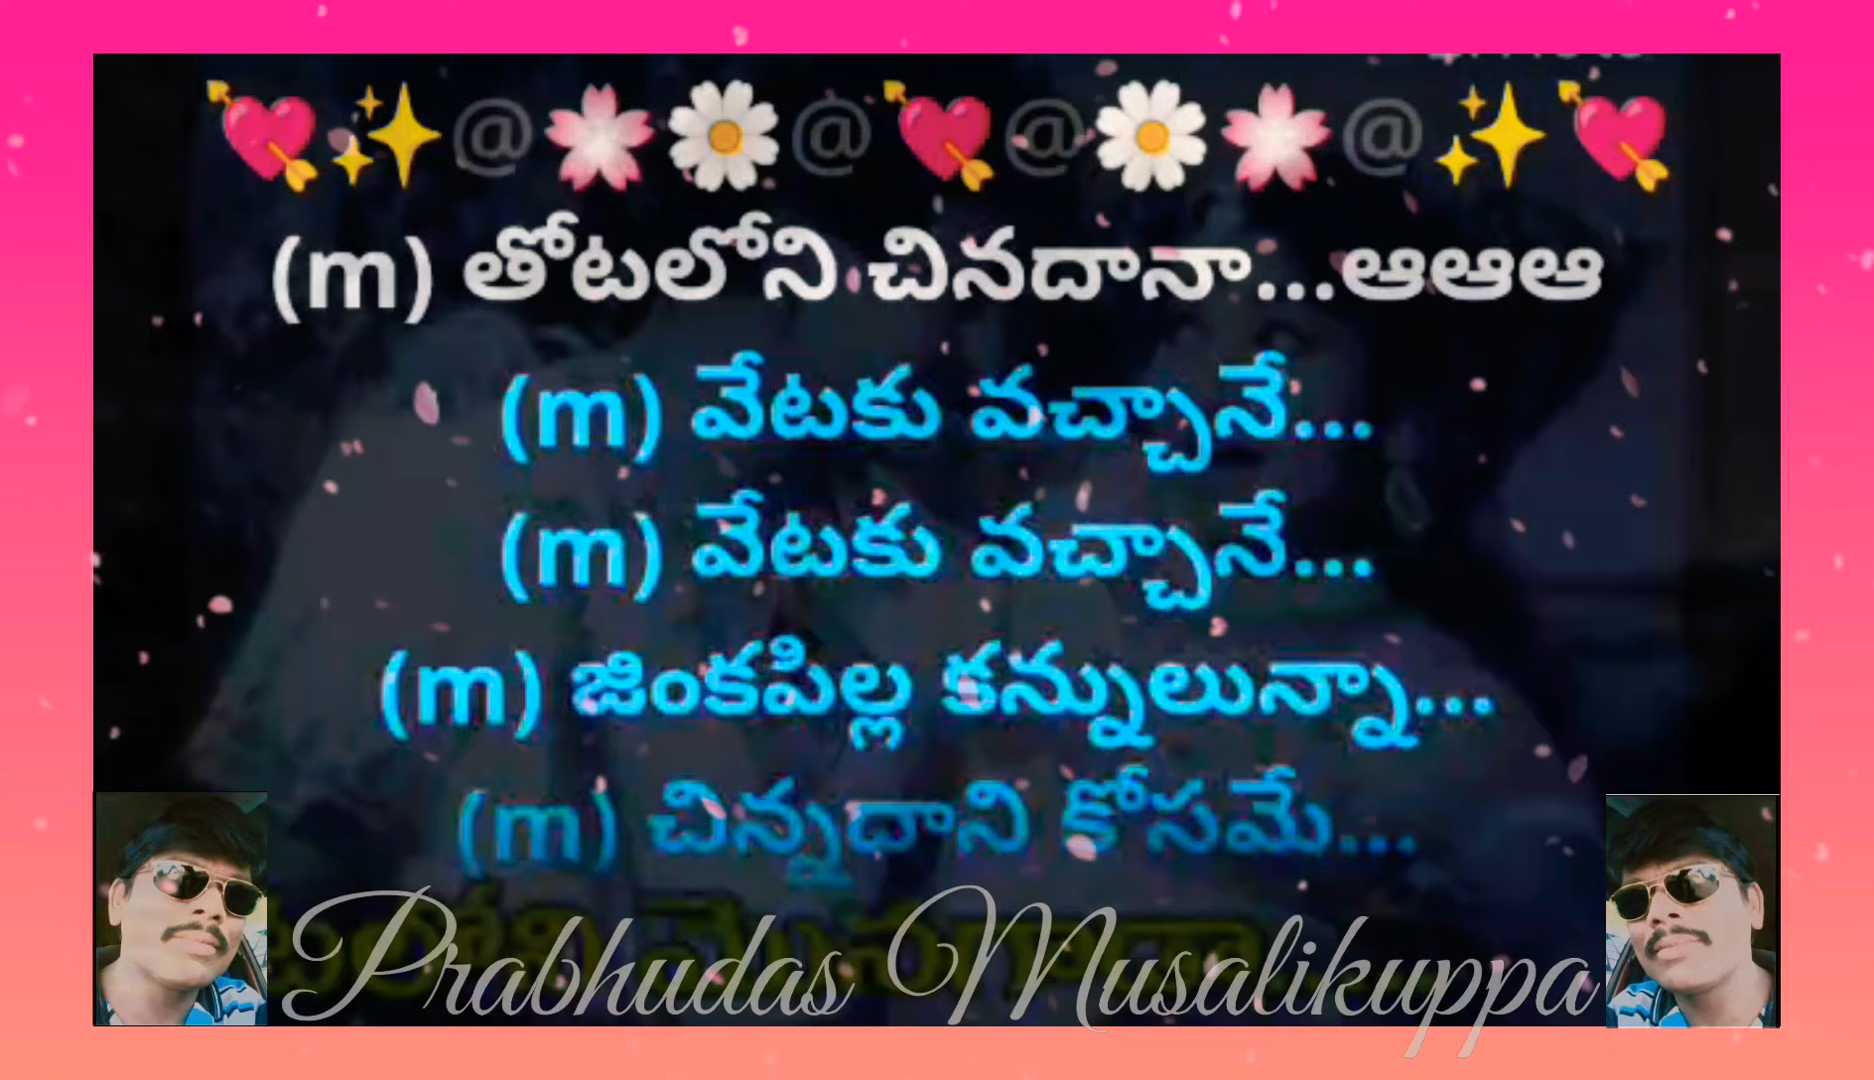 @ @ @ @
(m) తోటలోని చినదానా...ఆఆఆ
(m) వేటకు వచ్చానే...
(m) వేటకు వచ్చానే...
(m) జింకపిల్ల కన్నులున్నా...
(m) చిన్నదాని కోసమే...
Prabhudas Musalikuppa